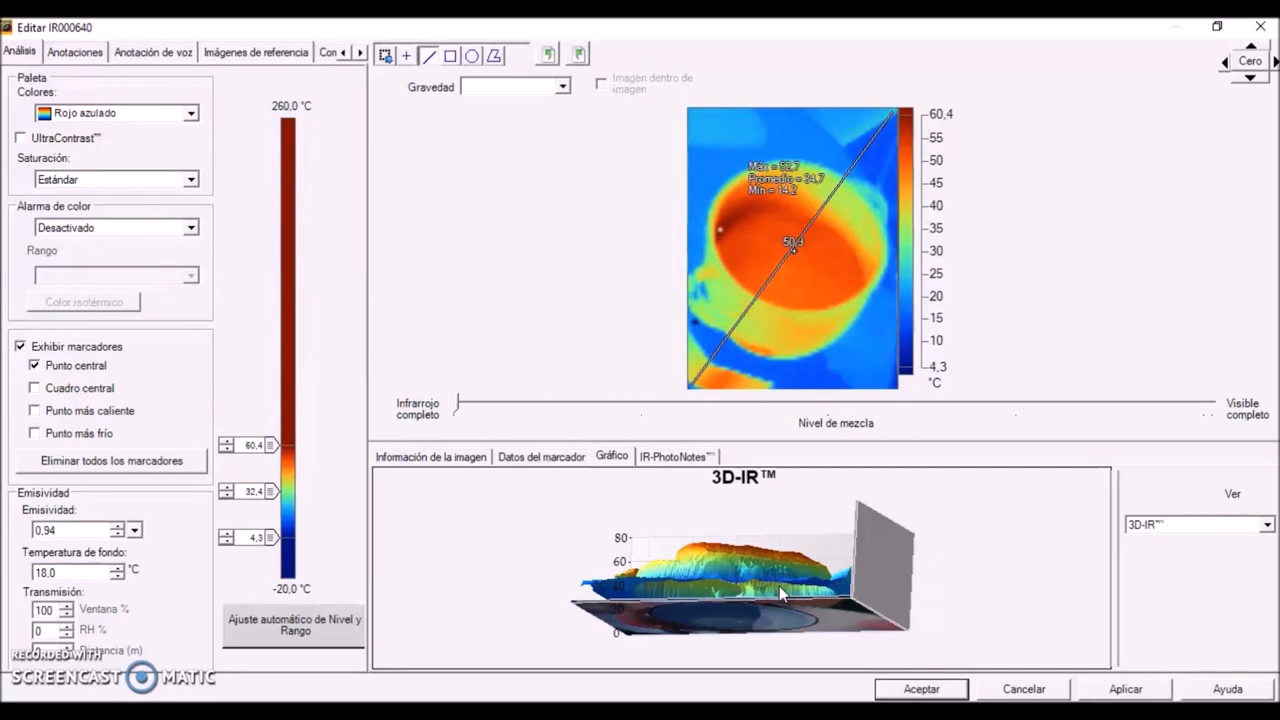 Editar IR000640
Análisis
Anotaciones
Anotación de voz
Imágenes de referencia
Con
Paleta
Colores:
Rojo azulado
UltraContrast™
Saturación:
Estándar
Alarma de color
Desactivado
Rango
Color isotérmico
Exhibir marcadores
Punto central
Cuadro central
Punto más caliente
Punto más frío
Eliminar todos los marcadores
Emisividad
Emisividad:
0,94
Temperatura de fondo:
18,0 °C
Transmisión:
100 Ventana %
0 RH %
Distancia (m)
RECORDED WITH
SCREENCAST MATIC
260,0 °C
60,4
32,4
4,3
-20,0 °C
Ajuste automático de Nivel y
Rango
Gravedad
Imagen dentro de
imagen
Cero
Máx = 52,7
Promedio = 34,7
Mín = 14,2
50,9
60,4
55
50
45
40
35
30
25
20
15
10
4,3
°C
Infrarrojo
completo
Nivel de mezcla
Visible
completo
Información de la imagen
Datos del marcador
Gráfico
IR-PhotoNotes™
3D-IR™
80
60
40
0
Ver
3D-IR™
Aceptar
Cancelar
Aplicar
Ayuda